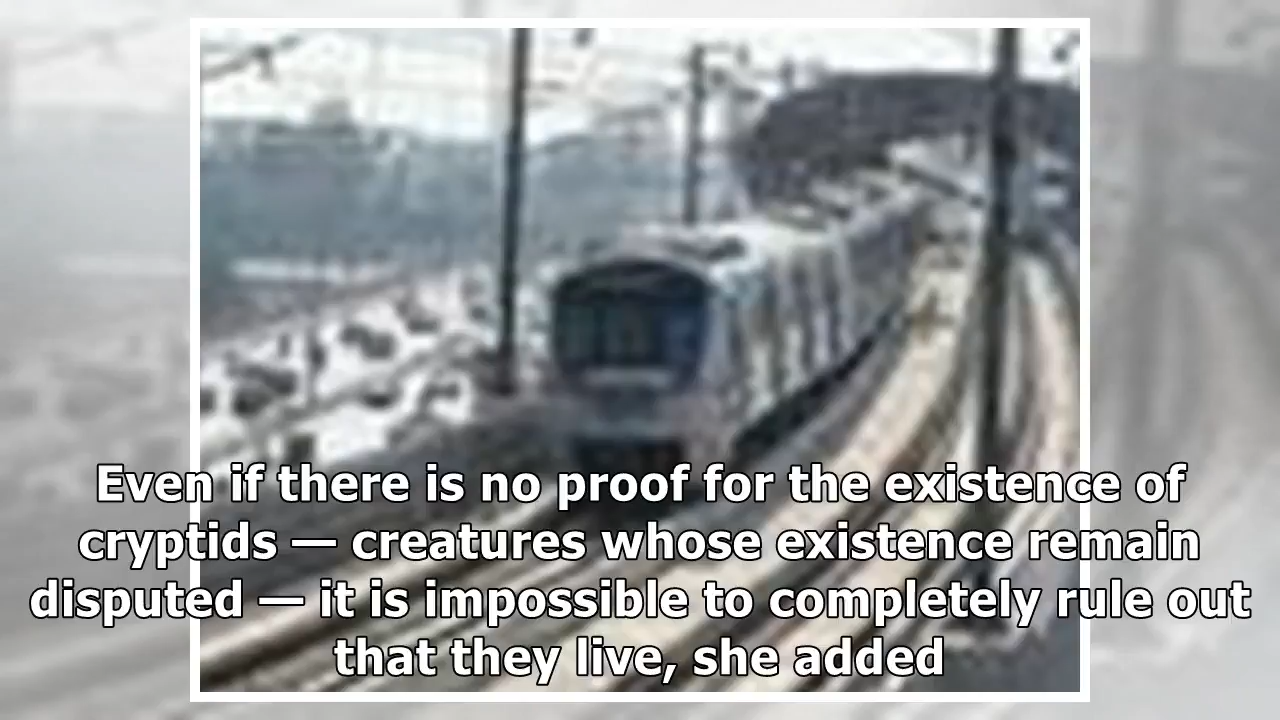 Even if there is no proof for the existence of
cryptids — creatures whose existence remain
disputed — it is impossible to completely rule out
that they live, she added